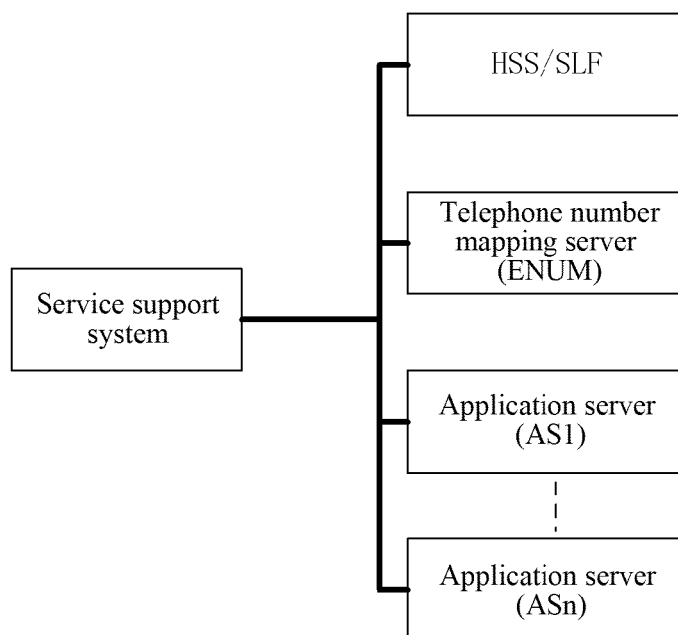 HSS/SLF
Telephone number
mapping server
(ENUM)
Service support
system
Application server
(AS1)
Application server
(ASn)